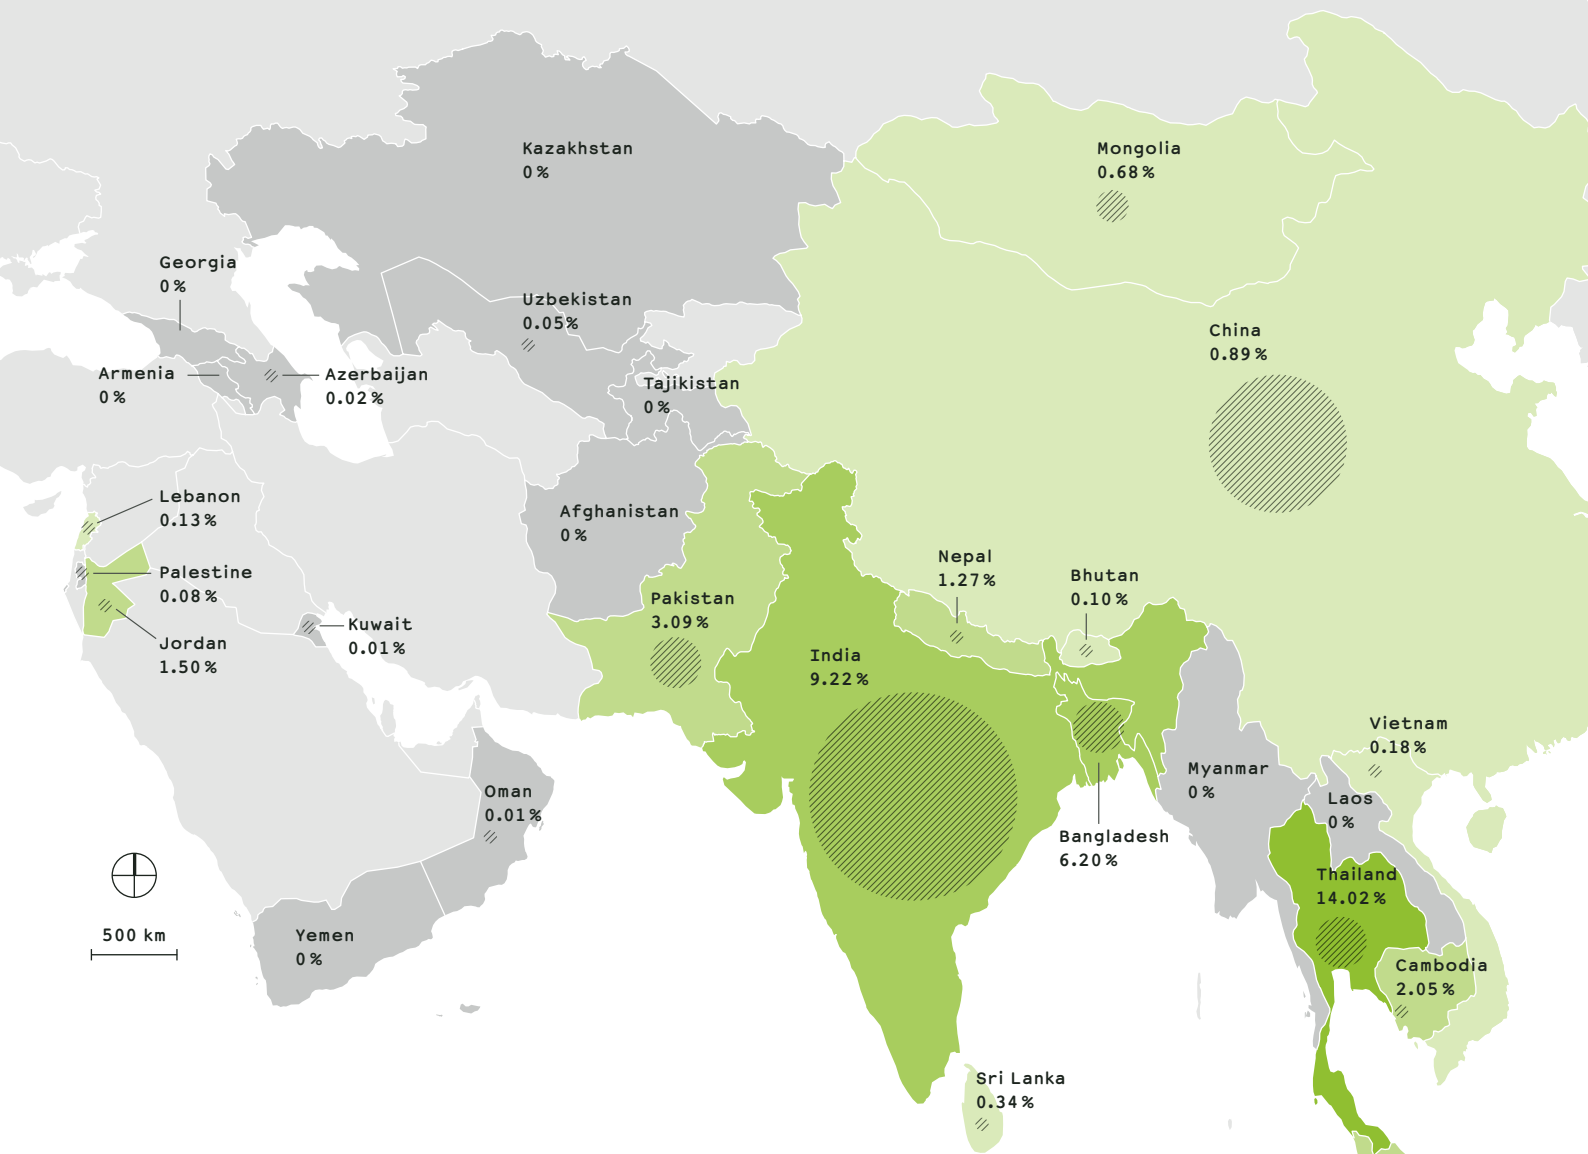 Kazakhstan
0 %
Mongolia
0.68 %
Georgia
0 %
Uzbekistan
0.05%
China
0.89 %
Armenia
0 %
Azerbaijan
0.02 %
Tajikistan
0%
Lebanon
0.13 %
Afghanistan
0 %
Palestine
0.08 %
Nepal
1.27 %
Bhutan
0.10 %
Pakistan
3.09 %
Kuwait
0.01 %
Jordan
1.50 %
India
9.22 %
Vietnam
0.18 %
Myanmar
0 %
Oman
0.01 %
Laos
0 %
Bangladesh
6.20 %
Thailand
14.02 %
500 km
Yemen
0 %
Cambodia
2.05 %
Sri Lanka
0.34 %